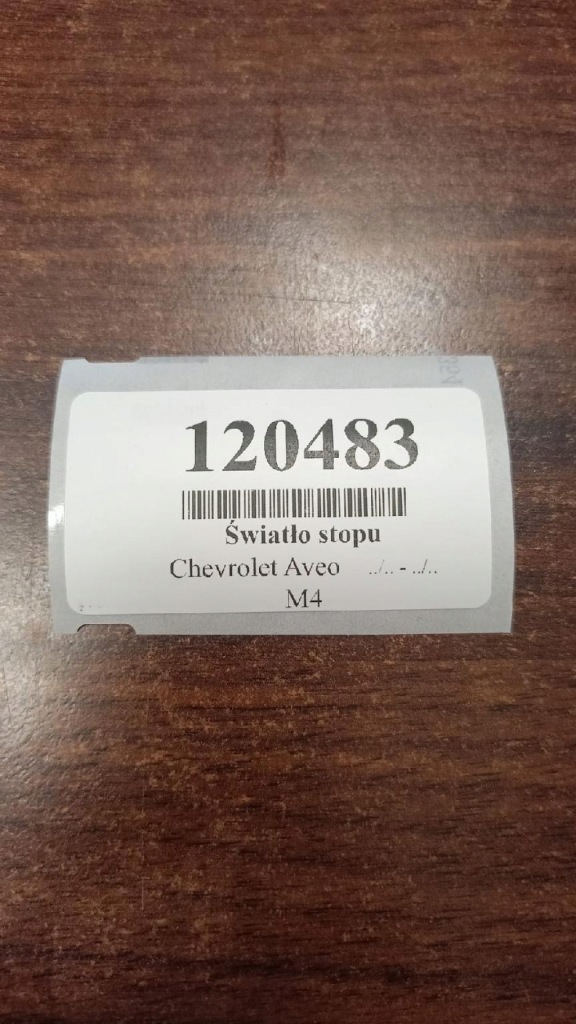 120483
Światło stopu
Chevrolet Aveo ../.. - ../..
M4